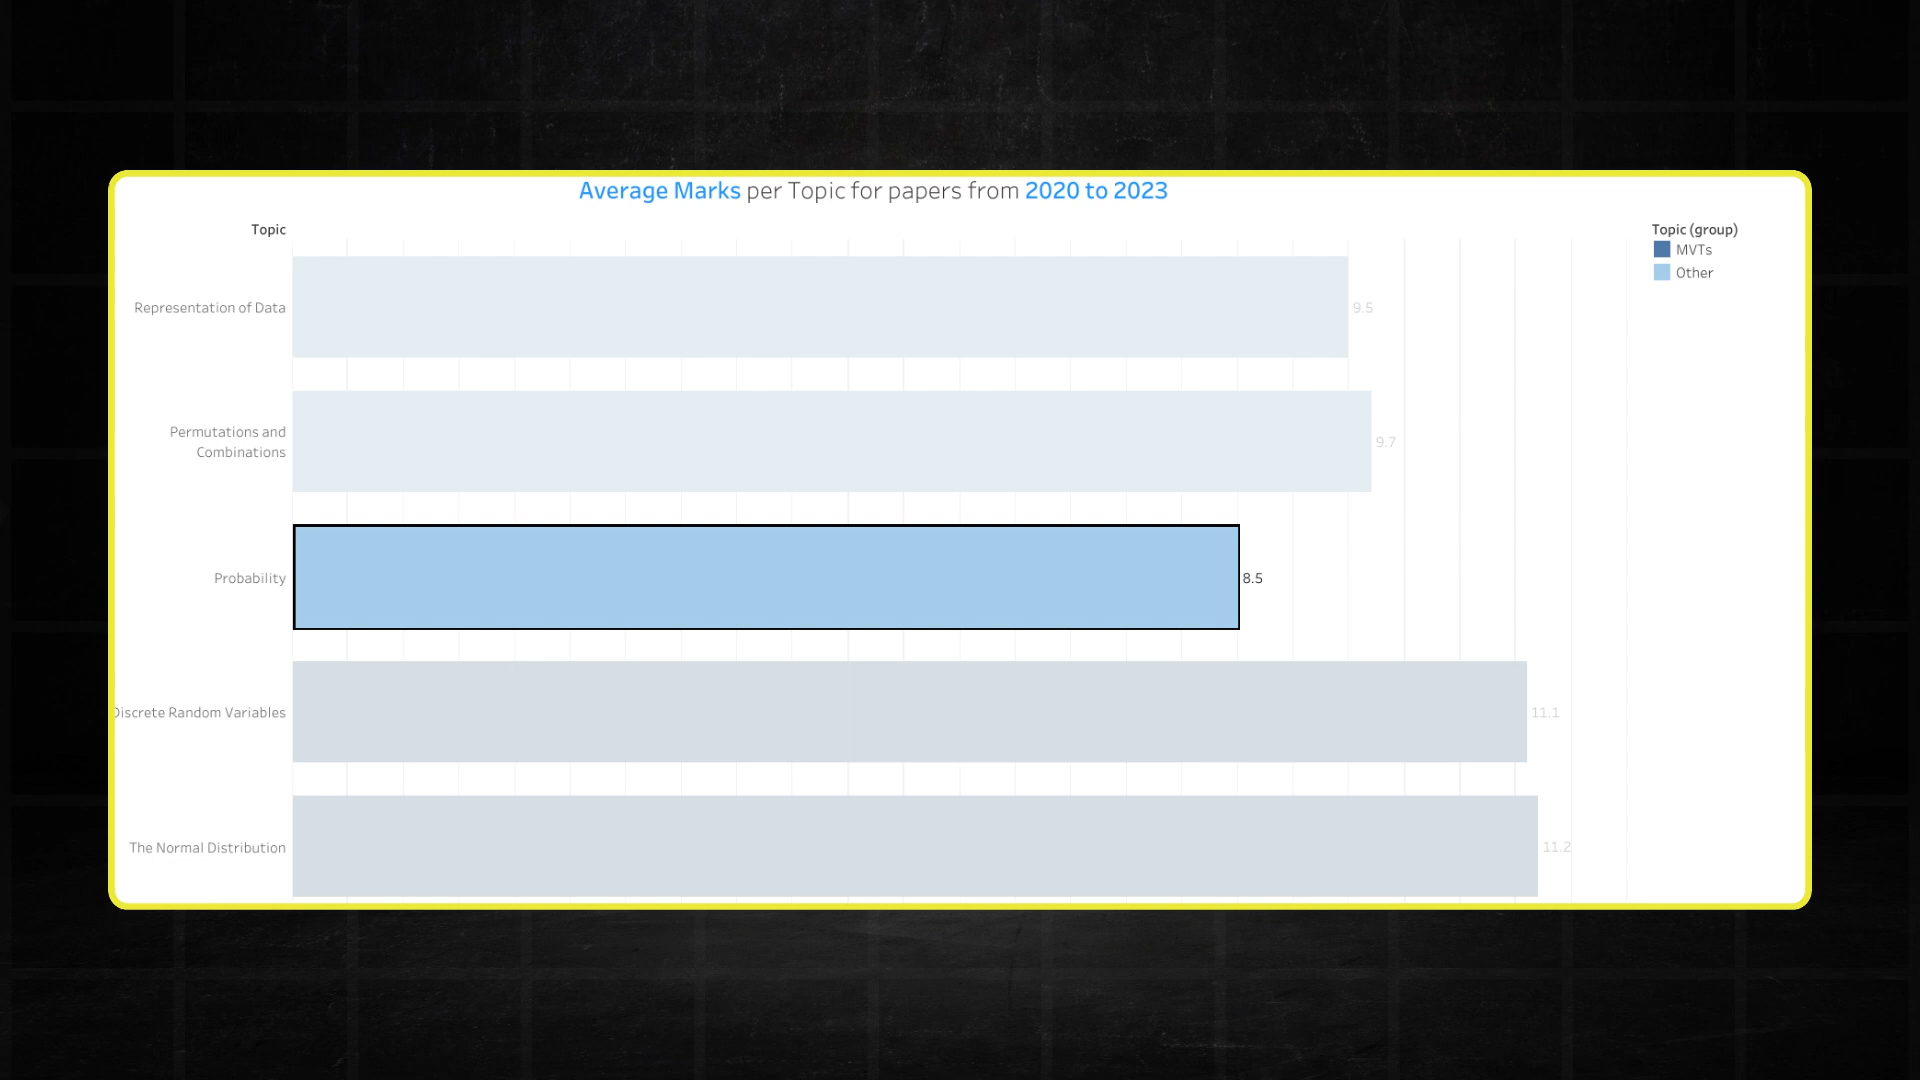 Average Marks per Topic for papers from 2020 to 2023
Topic
Topic (group)
MVTs
Other
Representation of Data
9.5
Permutations and
Combinations
9.7
Probability
8.5
Discrete Random Variables
11.1
The Normal Distribution
11.2